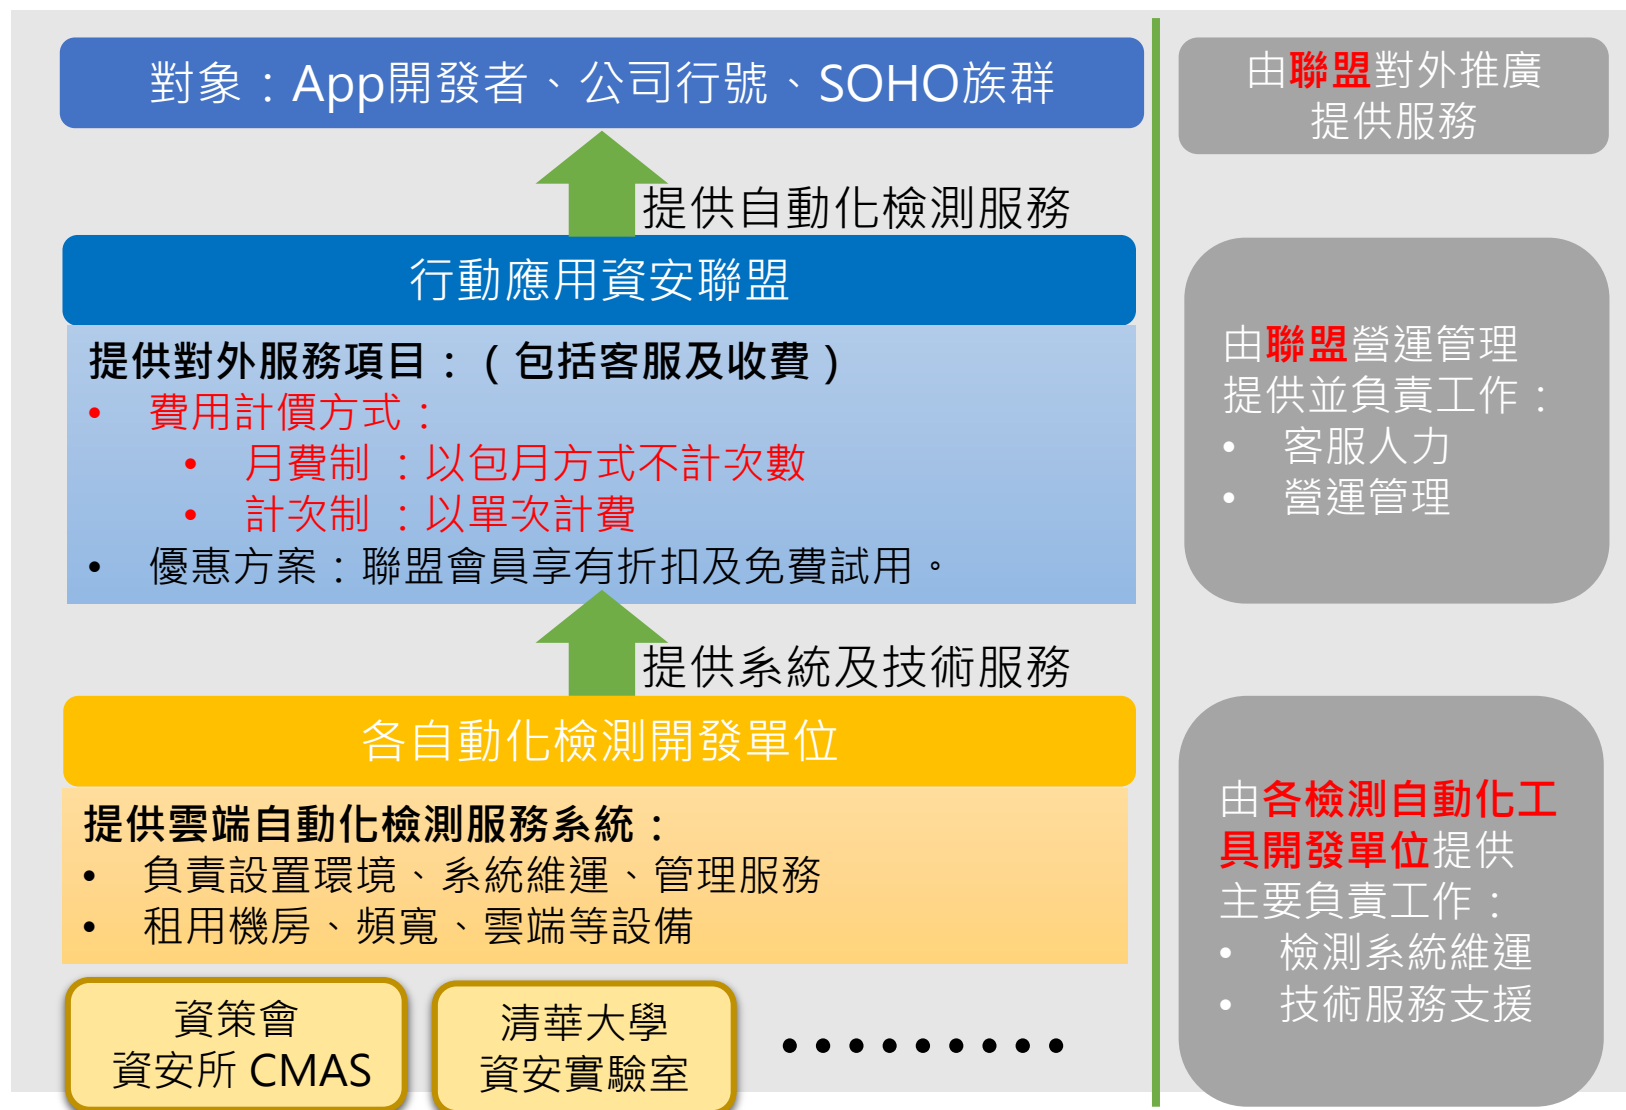 對象：App開發者、公司行號、SOHO族群
提供自動化檢測服務
行動應用資安聯盟
提供對外服務項目：（包括客服及收費）
• 費用計價方式：
• 月費制 ：以包月方式不計次數
• 計次制 ：以單次計費
• 優惠方案：聯盟會員享有折扣及免費試用。
提供系統及技術服務
各自動化檢測開發單位
提供雲端自動化檢測服務系統：
• 負責設置環境、系統維運、管理服務
• 租用機房、頻寬、雲端等設備
資策會
資安所 CMAS
清華大學
資安實驗室
•••••••••
由聯盟對外推廣
提供服務
由聯盟營運管理
提供並負責工作：
• 客服人力
• 營運管理
由各檢測自動化工
具開發單位提供
主要負責工作：
• 檢測系統維運
• 技術服務支援